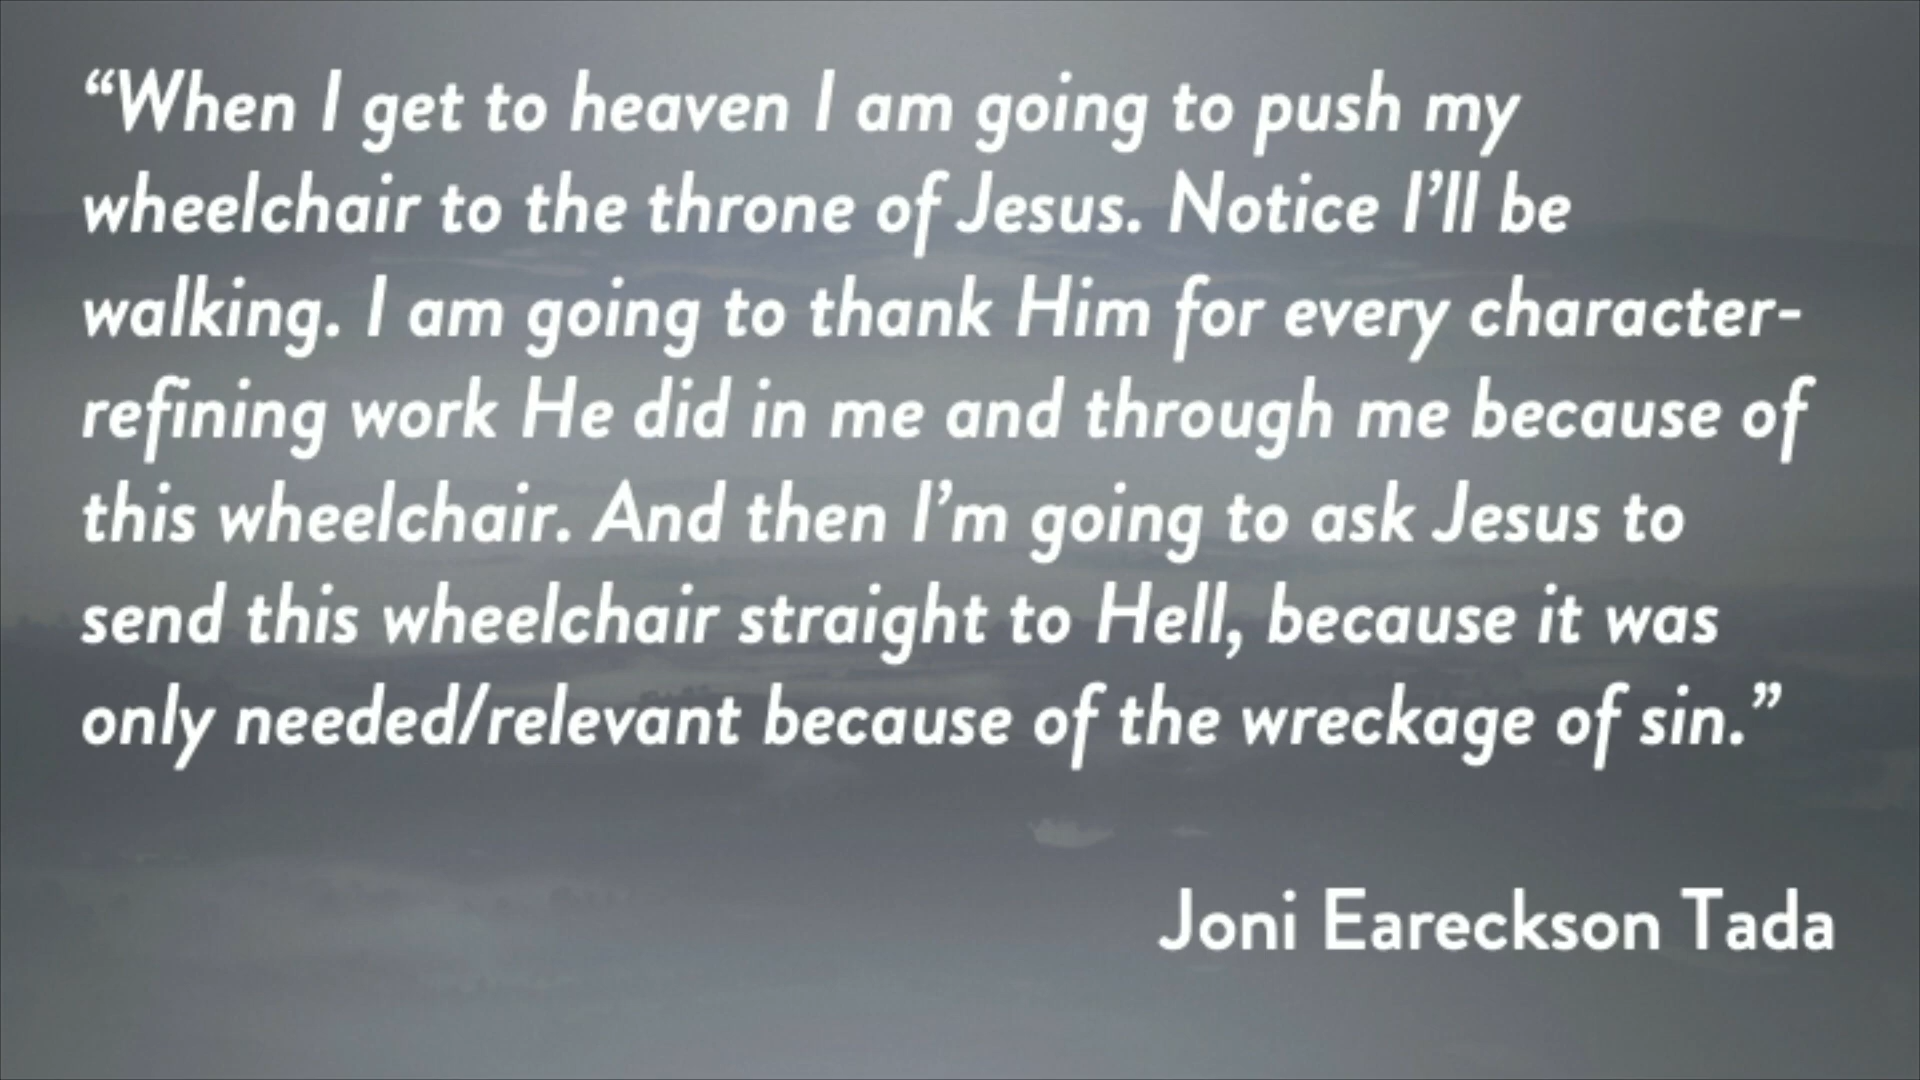 “When I get to heaven I am going to push my
wheelchair to the throne of Jesus. Notice I’ll be
walking. I am going to thank Him for every character-
refining work He did in me and through me because of
this wheelchair. And then I’m going to ask Jesus to
send this wheelchair straight to Hell, because it was
only needed/relevant because of the wreckage of sin.”
Joni Eareckson Tada